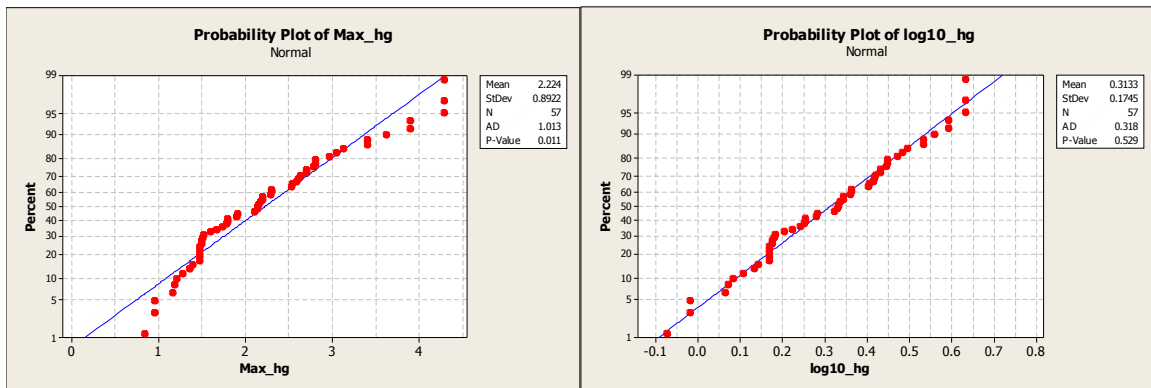 Probability Plot of Max_hg
Normal
99
95
90
80
70
60
50
40
30
20
10
5
1
Percent
0
1
2
3
4
Max_hg
Mean 2.224
StDev 0.8922
N 57
AD 1.013
P-Value 0.011
Probability Plot of log10_hg
Normal
99
95
90
80
70
60
50
40
30
20
10
5
1
Percent
-0.1
0.0
0.1
0.2
0.3
0.4
0.5
0.6
0.7
0.8
log10_hg
Mean 0.3133
StDev 0.1745
N 57
AD 0.318
P-Value 0.529